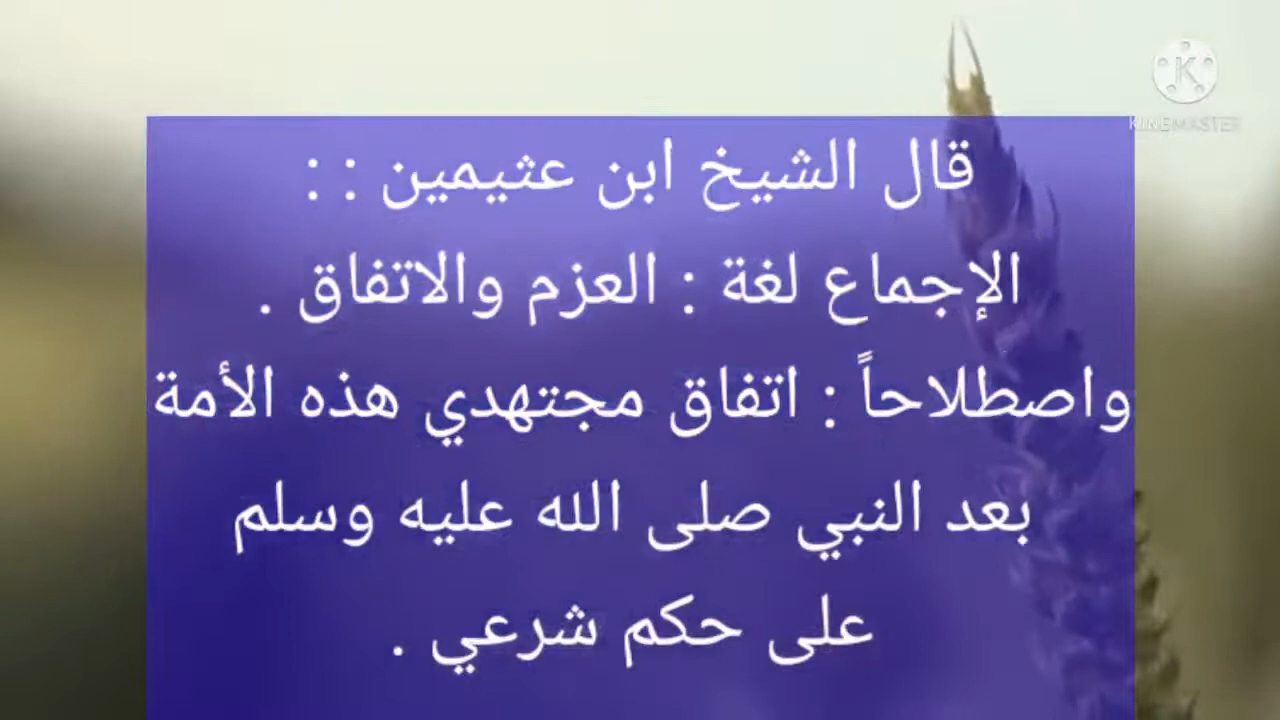 KINEMASTER
قال الشيخ ابن عثيمين : :
الإجماع لغة : العزم والاتفاق .
واصطلاحاً : اتفاق مجتهدي هذه الأمة
بعد النبي صلى الله عليه وسلم
على حكم شرعي .